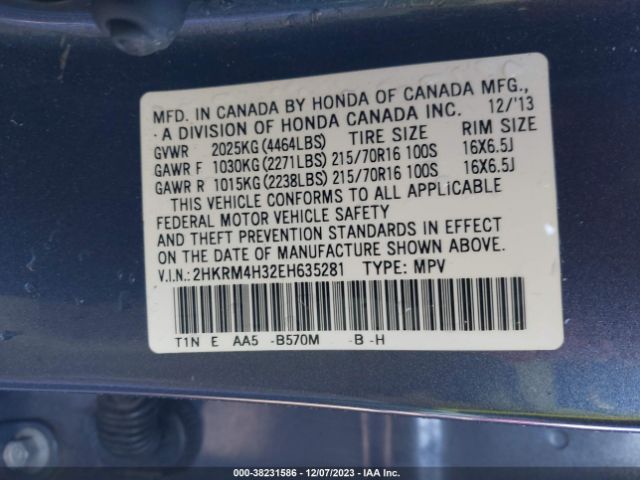 MFD. IN CANADA BY HONDA OF CANADA MFG.,
A DIVISION OF HONDA CANADA INC. 12/'13
GVWR 2025KG(4464LBS) TIRE SIZE RIM SIZE
GAWR F 1030KG(2271LBS) 215/70R16 100S 16X6.5J
GAWR R 1015KG(2238LBS) 215/70R16 100S 16X6.5J
THIS VEHICLE CONFORMS TO ALL APPLICABLE
FEDERAL MOTOR VEHICLE SAFETY
AND THEFT PREVENTION STANDARDS IN EFFECT
ON THE DATE OF MANUFACTURE SHOWN ABOVE.
V.I.N.: 2HKRM4H32EH635281 TYPE: MPV
T1N E AA5 -B570M -B -H
000-38231586 - 12/07/2023 - IAA Inc.